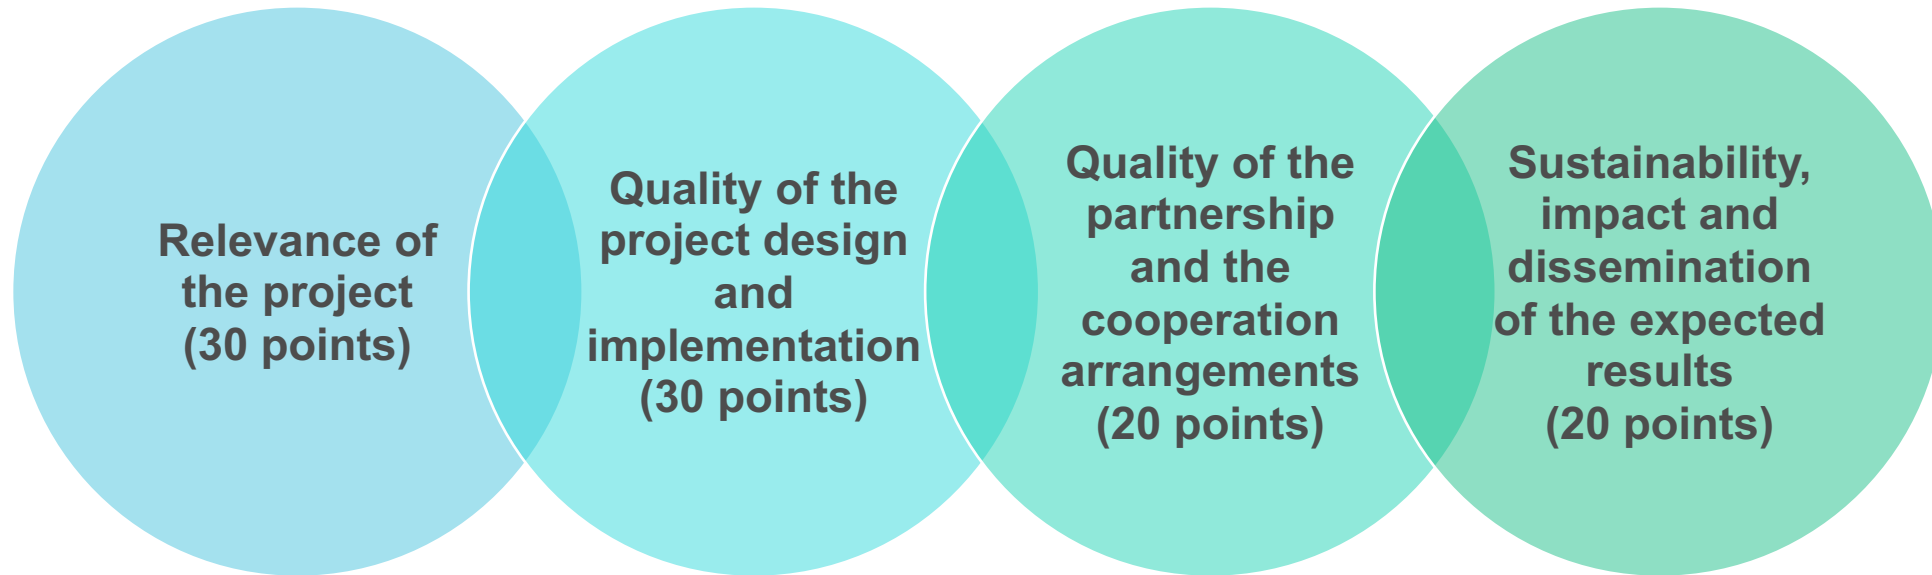 Relevance of
the project
(30 points)
Quality of the
project design
and
implementation
(30 points)
Quality of the
partnership
and the
cooperation
arrangements
(20 points)
Sustainability,
impact and
dissemination
of the expected
results
(20 points)